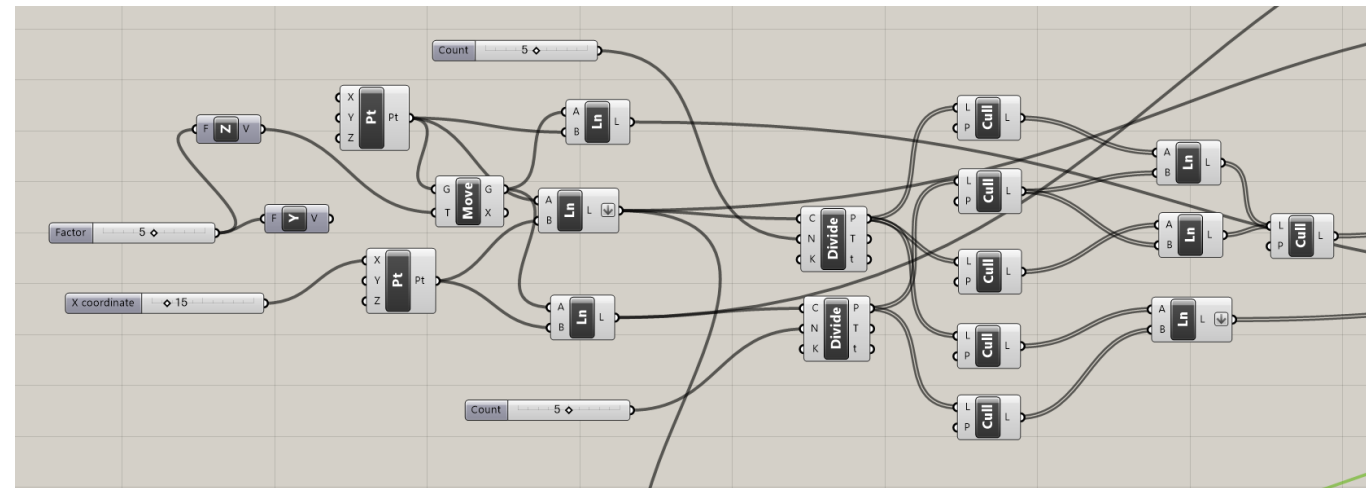 Count 5
X Y Z Pt Pt
F Z V
A B Ln L
G T Move G X
Factor 5
F Y V
A B Ln L
X coordinate 15
X Y Z Pt Pt
A B Ln L
Count 5
C N K Divide P T t
C N K Divide P T t
L P Cull L
L P Cull L
L P Cull L
L P Cull L
L P Cull L
A B Ln L
A B Ln L
L P Cull L
A B Ln L